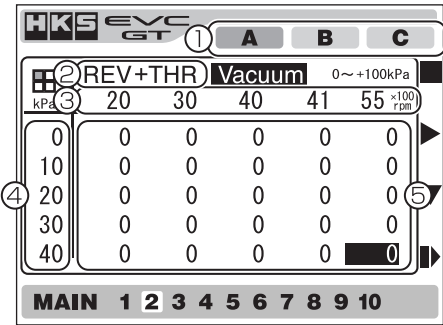 HKS EVC GT ① A B C
② REV+THR Vacuum 0～+100kPa
kPa ③ 20 30 40 41 55 ×100 rpm
0 0 0 0 0 0
10 0 0 0 0 0
④ 20 0 0 0 0 0 ⑤
30 0 0 0 0 0
40 0 0 0 0 0
MAIN 1 2 3 4 5 6 7 8 9 10